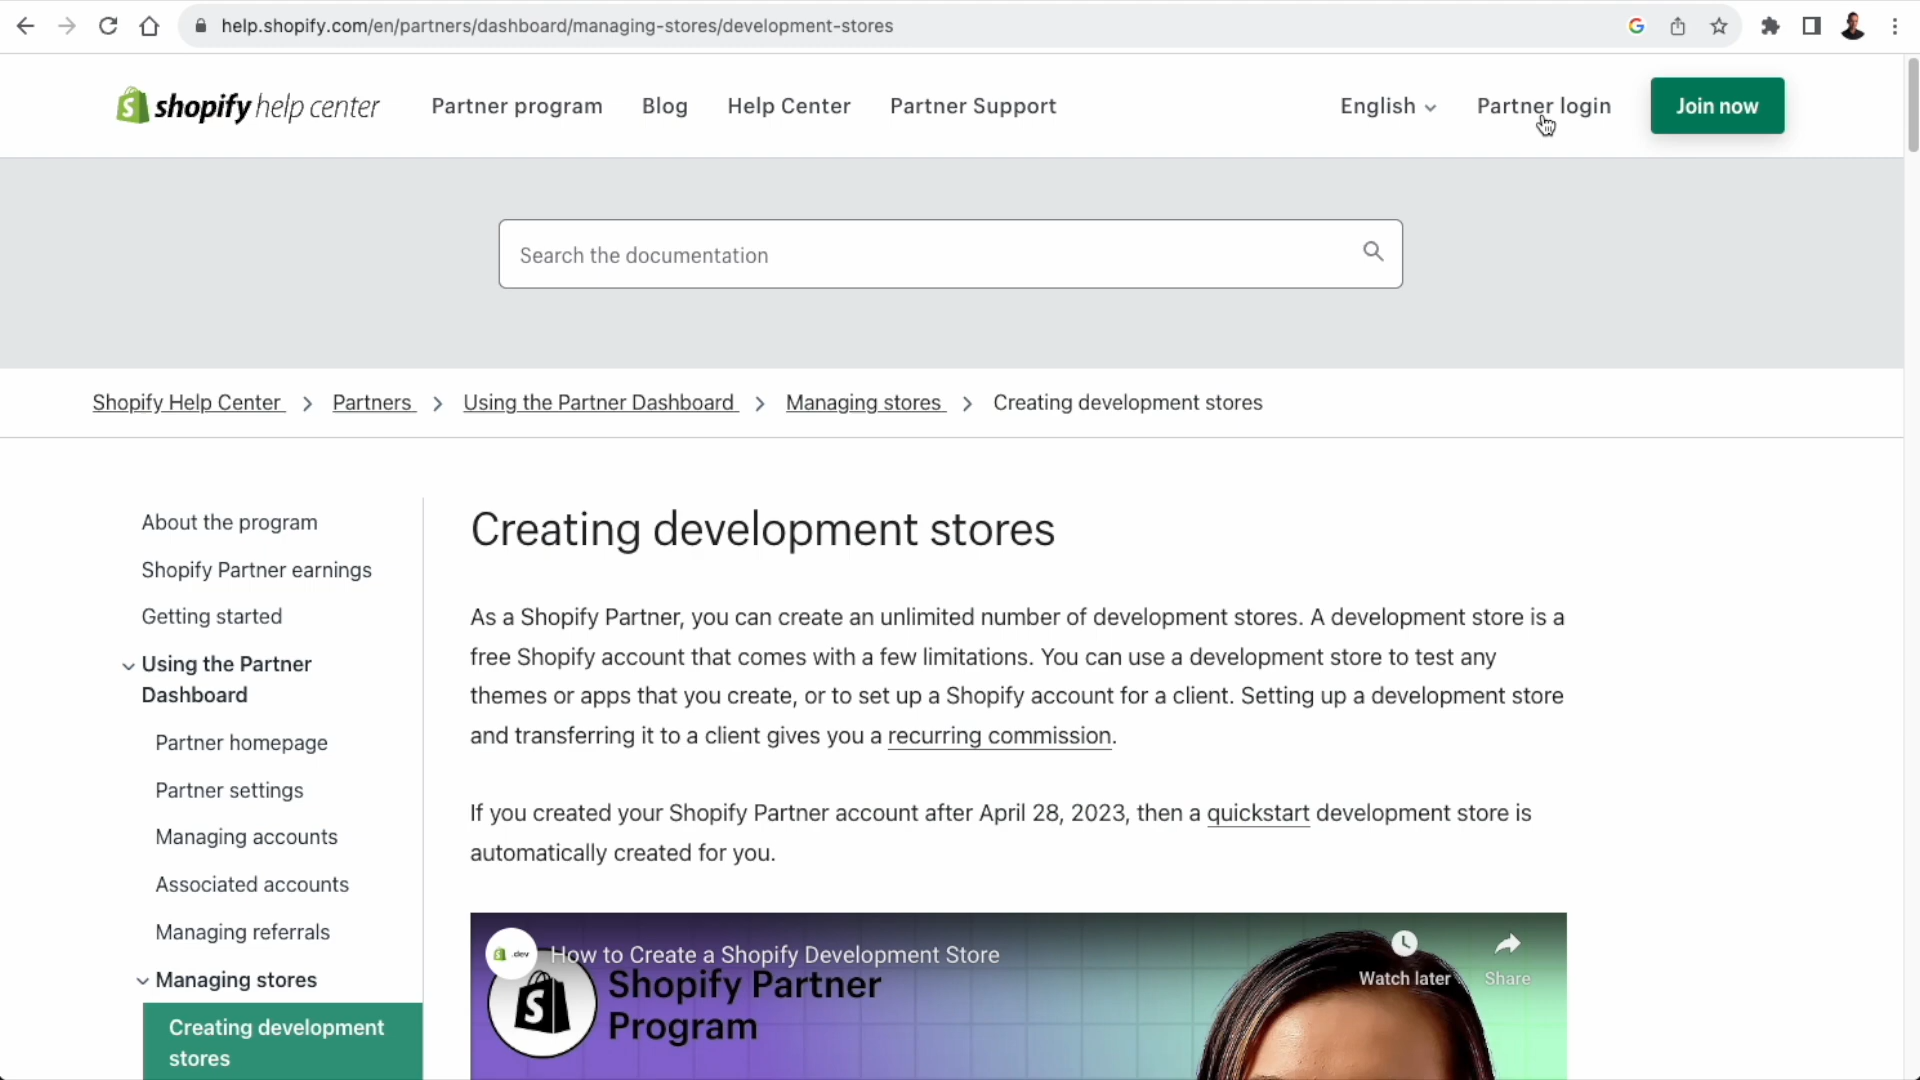 help.shopify.com/en/partners/dashboard/managing-stores/development-stores
shopify help center Partner program Blog Help Center Partner Support English Partner login Join now
Search the documentation
Shopify Help Center > Partners > Using the Partner Dashboard > Managing stores > Creating development stores
About the program
Shopify Partner earnings
Getting started
Using the Partner
Dashboard
Partner homepage
Partner settings
Managing accounts
Associated accounts
Managing referrals
Managing stores
Creating development
stores
Creating development stores
As a Shopify Partner, you can create an unlimited number of development stores. A development store is a
free Shopify account that comes with a few limitations. You can use a development store to test any
themes or apps that you create, or to set up a Shopify account for a client. Setting up a development store
and transferring it to a client gives you a recurring commission.
If you created your Shopify Partner account after April 28, 2023, then a quickstart development store is
automatically created for you.
.dev How to Create a Shopify Development Store
Watch later Share
Shopify Partner
Program